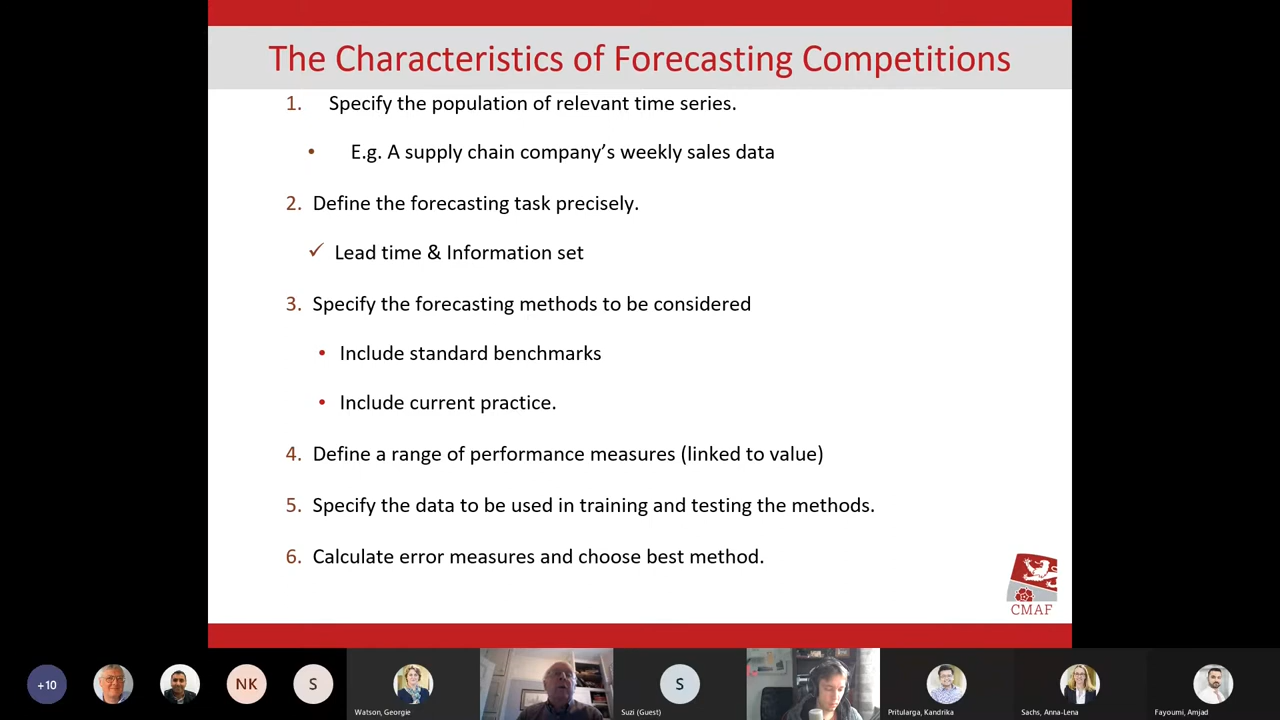 The Characteristics of Forecasting Competitions
1. Specify the population of relevant time series.
• E.g. A supply chain company’s weekly sales data
2. Define the forecasting task precisely.
✓ Lead time & Information set
3. Specify the forecasting methods to be considered
• Include standard benchmarks
• Include current practice.
4. Define a range of performance measures (linked to value)
5. Specify the data to be used in training and testing the methods.
6. Calculate error measures and choose best method.
CMAF
+10
NK
S
Watson, Georgie
S
Suzi (Guest)
Pritularga, Kandrika
Sachs, Anna-Lena
Fayoumi, Amjad